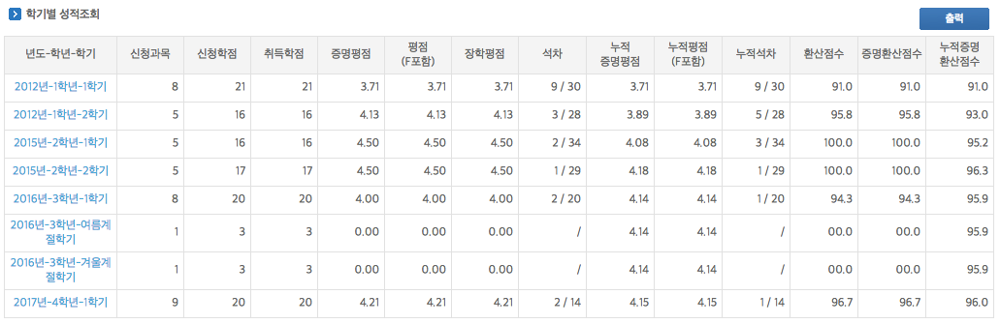 학기별 성적조회
출력
년도-학년-학기 신청과목 신청학점 취득학점 증명평점 평점 (F포함) 장학평점 석차 누적 증명평점 누적평점 (F포함) 누적석차 환산점수 증명환산점수 누적증명 환산점수
2012년-1학년-1학기 8 21 21 3.71 3.71 3.71 9 / 30 3.71 3.71 9 / 30 91.0 91.0 91.0
2012년-1학년-2학기 5 16 16 4.13 4.13 4.13 3 / 28 3.89 3.89 5 / 28 95.8 95.8 93.0
2015년-2학년-1학기 5 16 16 4.50 4.50 4.50 2 / 34 4.08 4.08 3 / 34 100.0 100.0 95.2
2015년-2학년-2학기 5 17 17 4.50 4.50 4.50 1 / 29 4.18 4.18 1 / 29 100.0 100.0 96.3
2016년-3학년-1학기 8 20 20 4.00 4.00 4.00 2 / 20 4.14 4.14 1 / 20 94.3 94.3 95.9
2016년-3학년-여름계
절학기 1 3 3 0.00 0.00 0.00 / 4.14 4.14 / 00.0 00.0 95.9
2016년-3학년-겨울계
절학기 1 3 3 0.00 0.00 0.00 / 4.14 4.14 / 00.0 00.0 95.9
2017년-4학년-1학기 9 20 20 4.21 4.21 4.21 2 / 14 4.15 4.15 1 / 14 96.7 96.7 96.0